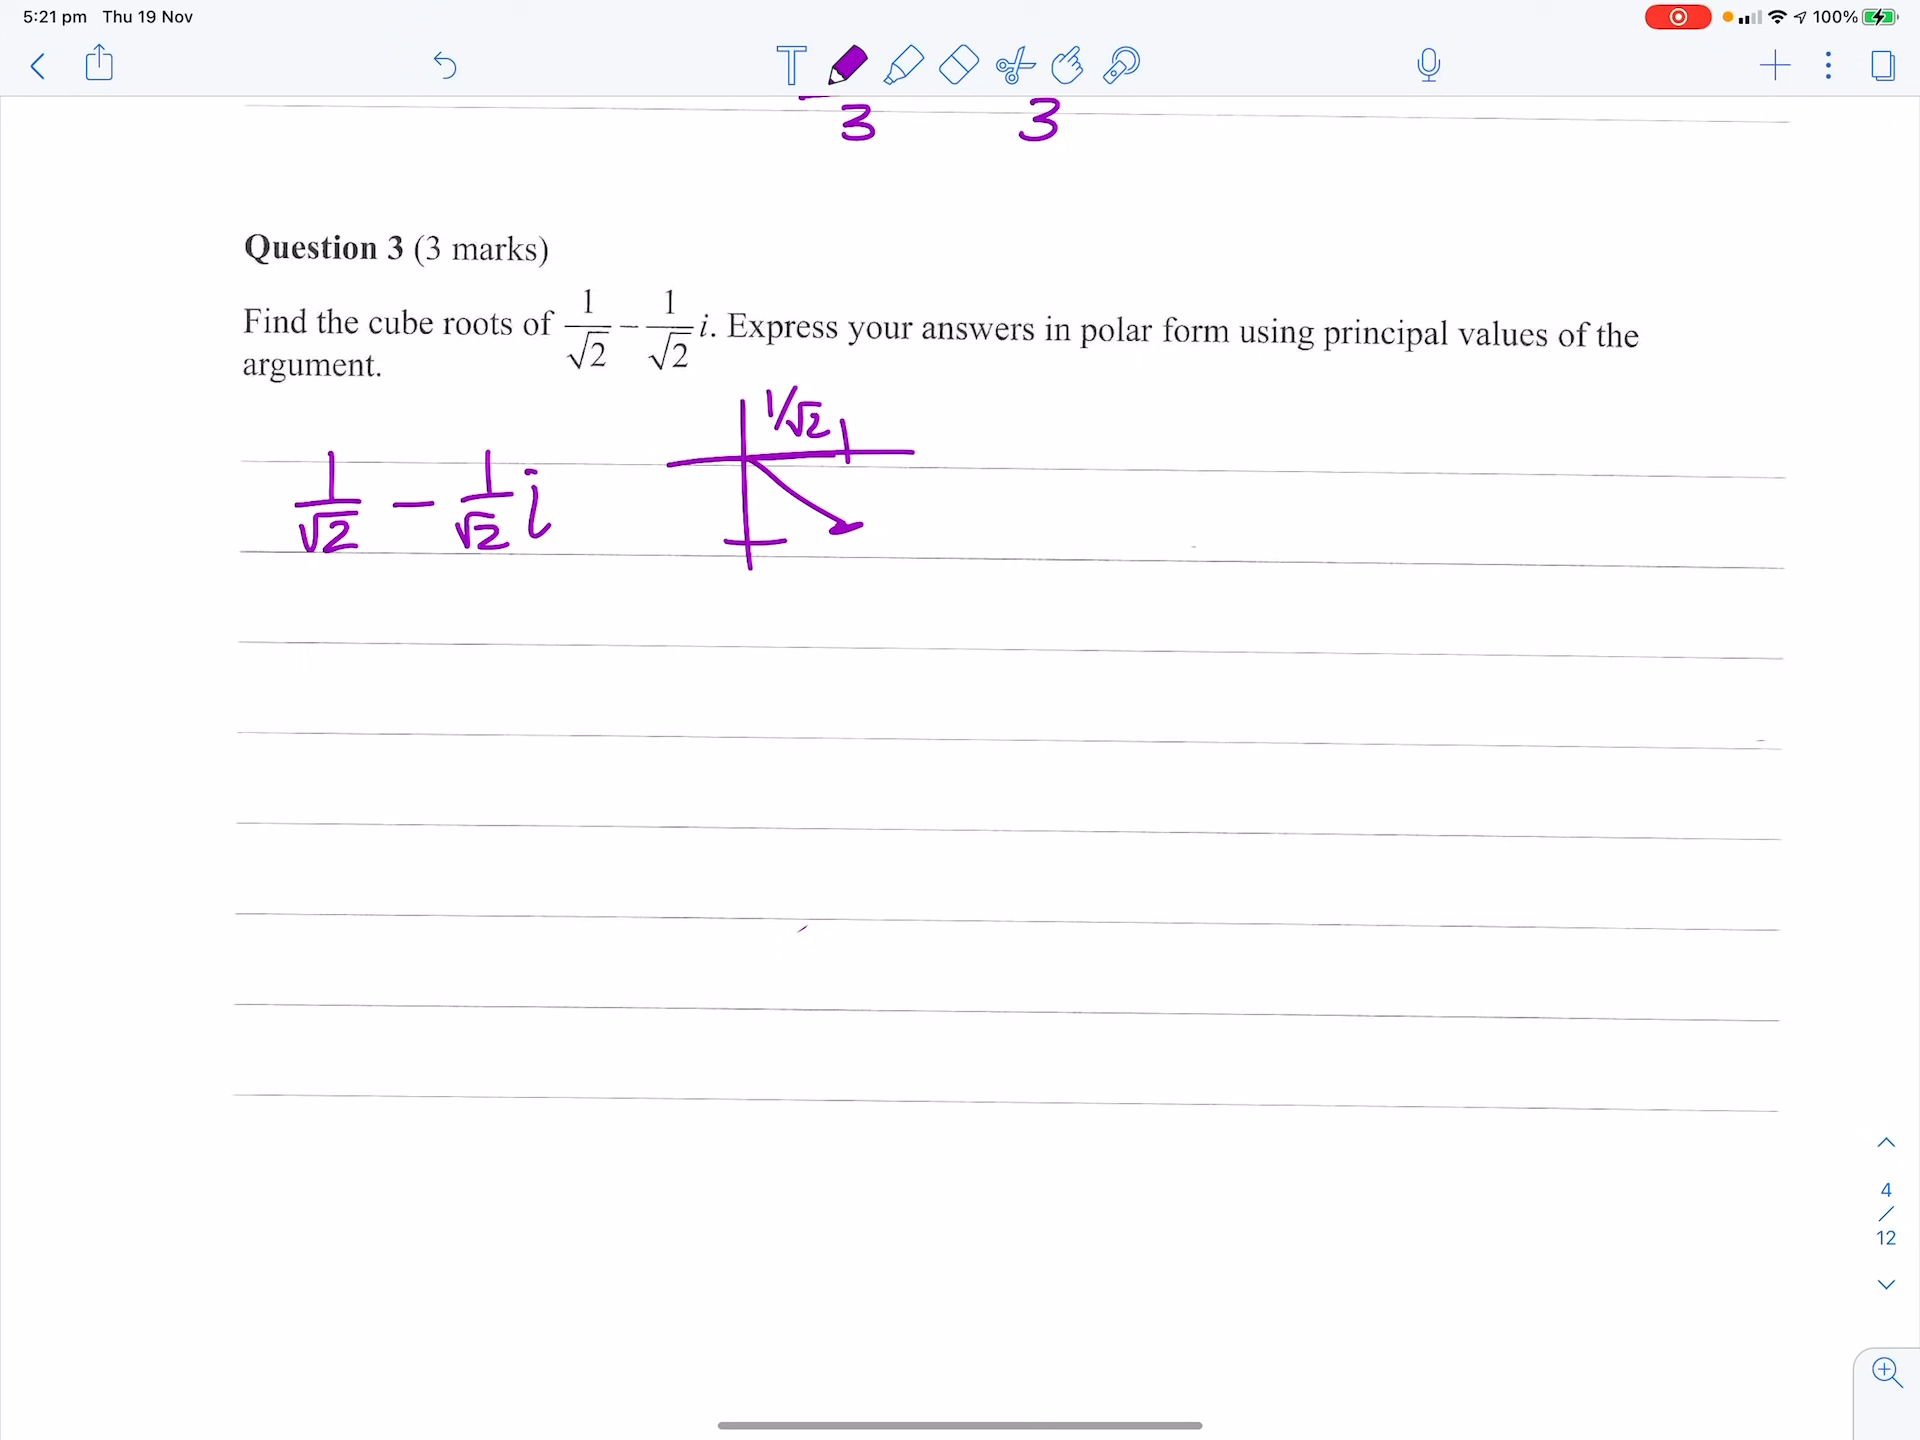 5:21 pm Thu 19 Nov 100%
T
3 3
Question 3 (3 marks)
Find the cube roots of 1/√2 − 1/√2 i. Express your answers in polar form using principal values of the
argument.
1/√2
1/√2 − 1/√2 i
4
/
12